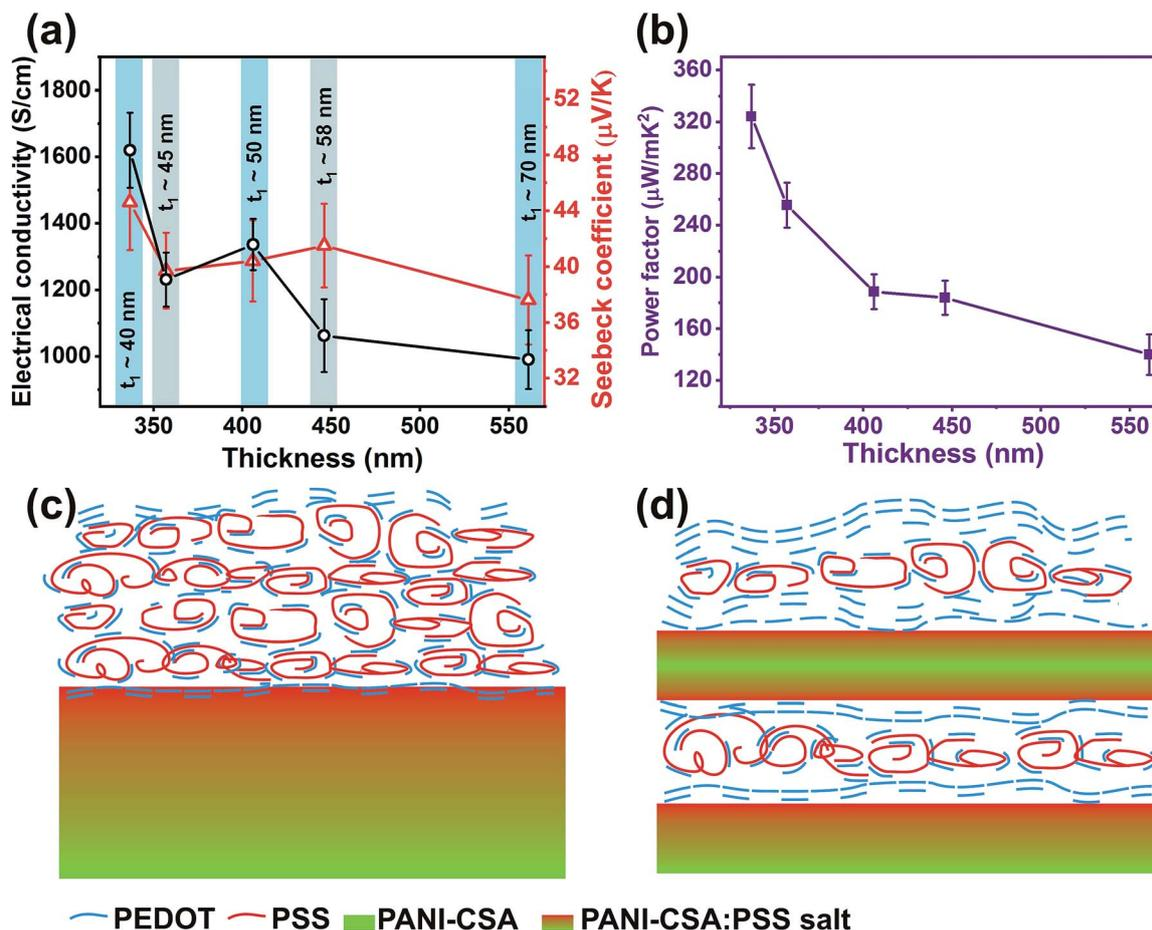 (a)
Electrical conductivity (S/cm)
1800
1600
1400
1200
1000
t₁ ~ 40 nm
t₁ ~ 45 nm
t₁ ~ 50 nm
t₁ ~ 58 nm
t₁ ~ 70 nm
52
48
44
40
36
32
Seebeck coefficient (μV/K)
350 400 450 500 550
Thickness (nm)
(b)
Power factor (μW/mK²)
360
320
280
240
200
160
120
350 400 450 500 550
Thickness (nm)
(c)
(d)
PEDOT PSS PANI-CSA PANI-CSA:PSS salt